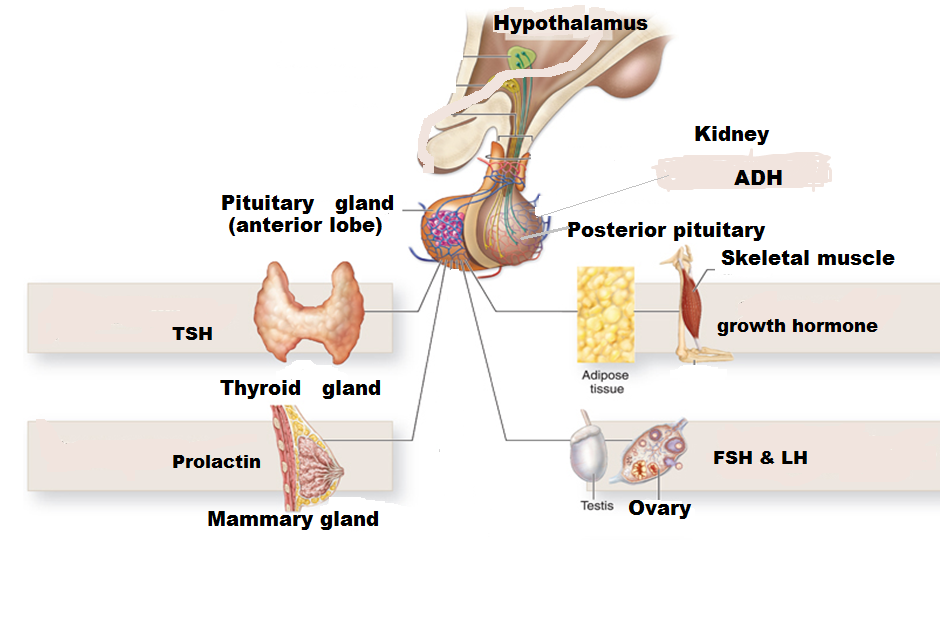 Hypothalamus
Kidney
ADH
Pituitary gland
(anterior lobe)
Posterior pituitary
Skeletal muscle
TSH
growth hormone
Adipose
tissue
Thyroid gland
Prolactin
FSH & LH
Testis
Ovary
Mammary gland